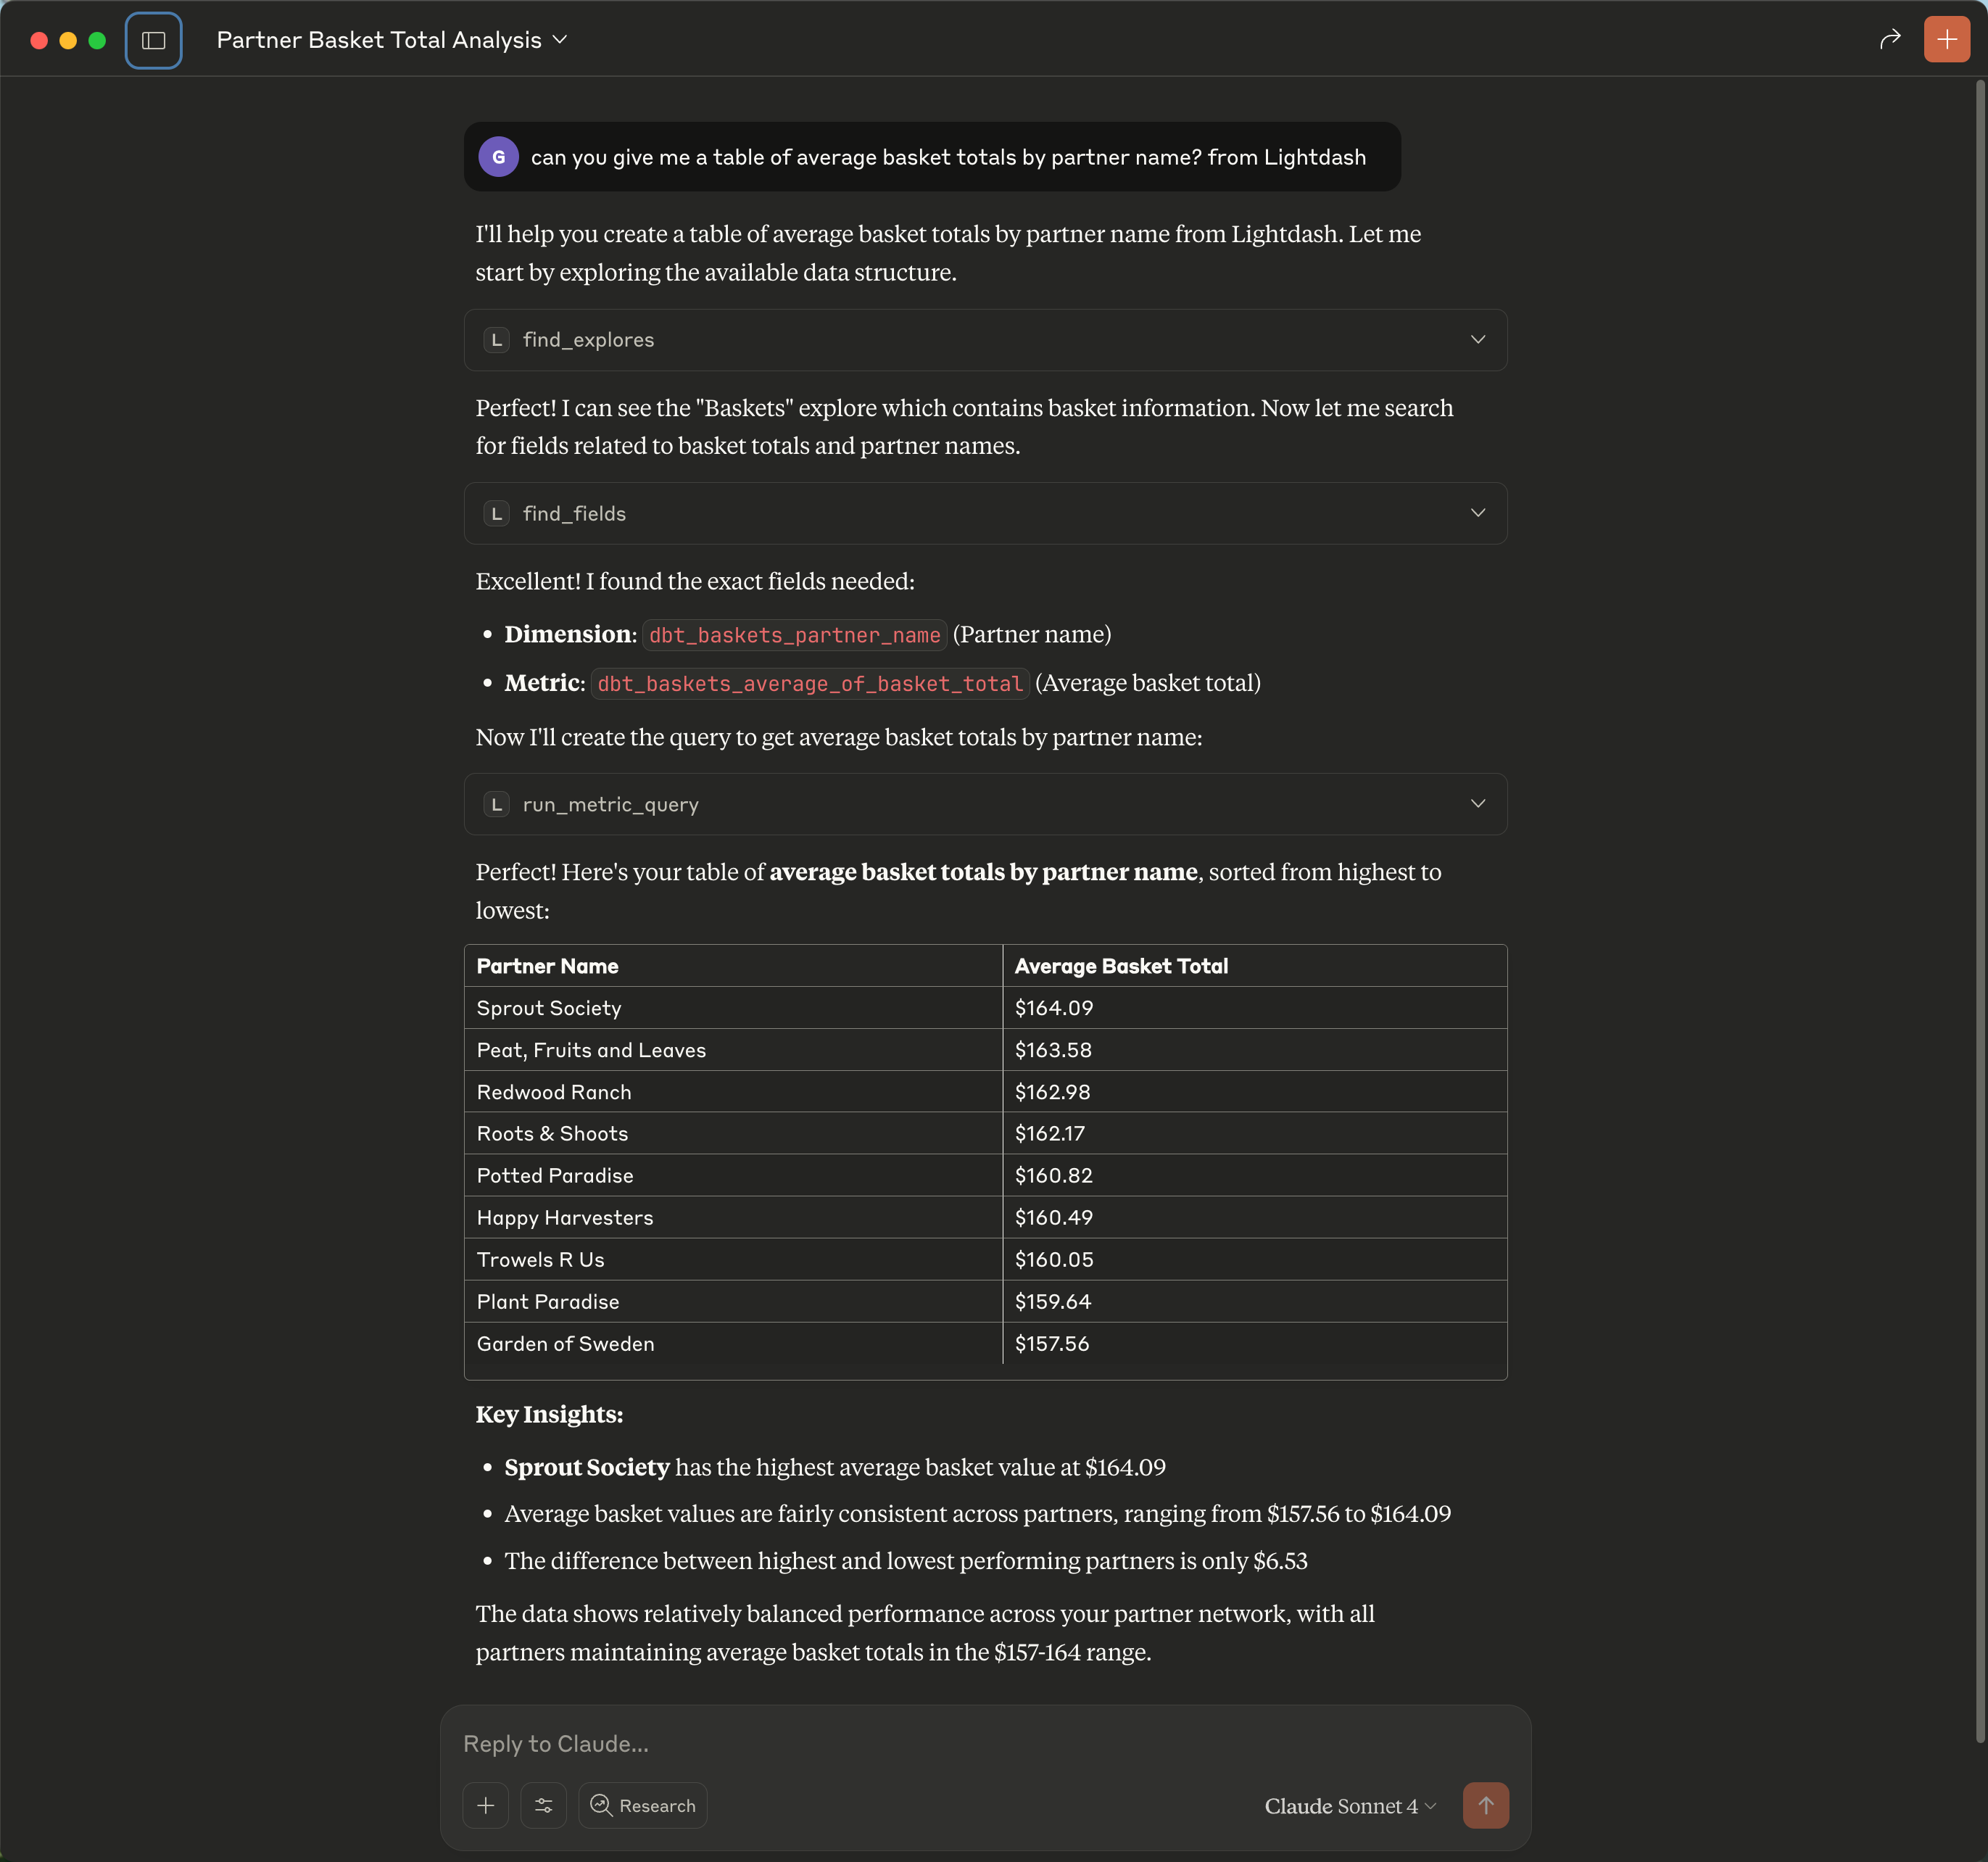 Partner Basket Total Analysis
G can you give me a table of average basket totals by partner name? from Lightdash
I'll help you create a table of average basket totals by partner name from Lightdash. Let me
start by exploring the available data structure.
L find_explores
Perfect! I can see the "Baskets" explore which contains basket information. Now let me search
for fields related to basket totals and partner names.
L find_fields
Excellent! I found the exact fields needed:
• Dimension: dbt_baskets_partner_name (Partner name)
• Metric: dbt_baskets_average_of_basket_total (Average basket total)
Now I'll create the query to get average basket totals by partner name:
L run_metric_query
Perfect! Here's your table of average basket totals by partner name, sorted from highest to
lowest:
Partner Name Average Basket Total
Sprout Society $164.09
Peat, Fruits and Leaves $163.58
Redwood Ranch $162.98
Roots & Shoots $162.17
Potted Paradise $160.82
Happy Harvesters $160.49
Trowels R Us $160.05
Plant Paradise $159.64
Garden of Sweden $157.56
Key Insights:
• Sprout Society has the highest average basket value at $164.09
• Average basket values are fairly consistent across partners, ranging from $157.56 to $164.09
• The difference between highest and lowest performing partners is only $6.53
The data shows relatively balanced performance across your partner network, with all
partners maintaining average basket totals in the $157-164 range.
Reply to Claude...
Research Claude Sonnet 4